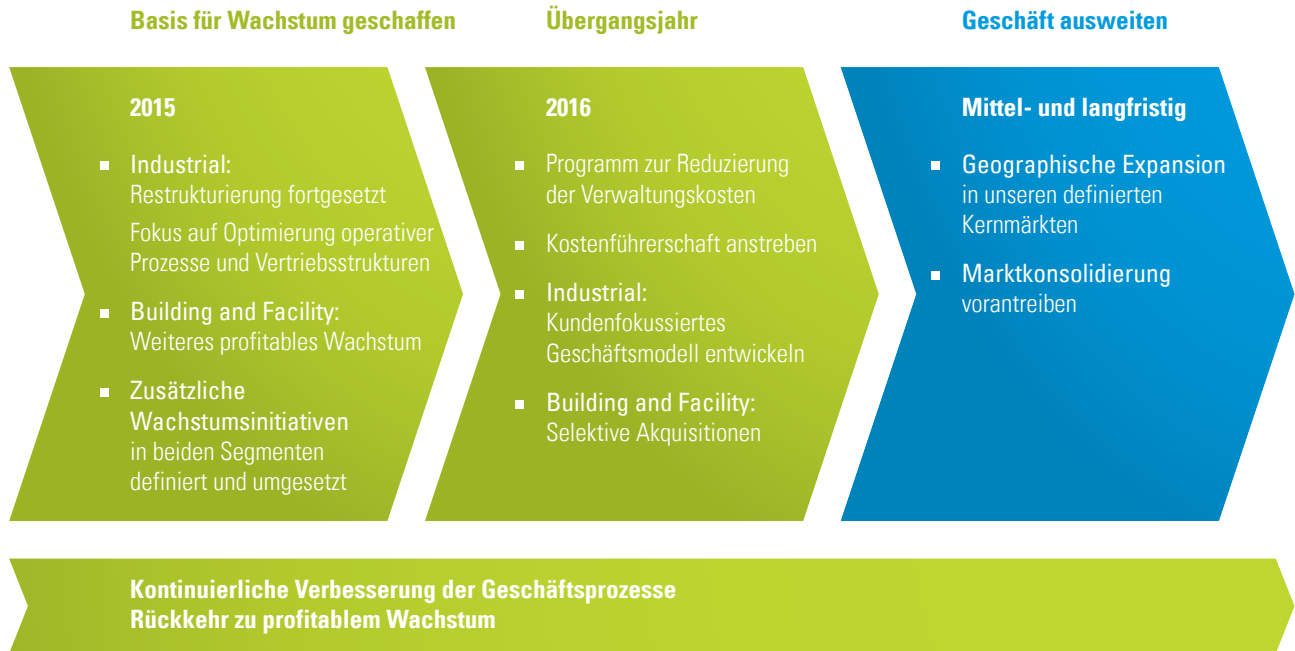 Basis für Wachstum geschaffen
2015
Industrial:
Restrukturierung fortgesetzt
Fokus auf Optimierung operativer
Prozesse und Vertriebsstrukturen
Building and Facility:
Weiteres profitables Wachstum
Zusätzliche
Wachstumsinitiativen
in beiden Segmenten
definiert und umgesetzt
Übergangsjahr
2016
Programm zur Reduzierung
der Verwaltungskosten
Kostenführerschaft anstreben
Industrial:
Kundenfokussiertes
Geschäftsmodell entwickeln
Building and Facility:
Selektive Akquisitionen
Geschäft ausweiten
Mittel- und langfristig
Geographische Expansion
in unseren definierten
Kernmärkten
Marktkonsolidierung
vorantreiben
Kontinuierliche Verbesserung der Geschäftsprozesse
Rückkehr zu profitablem Wachstum